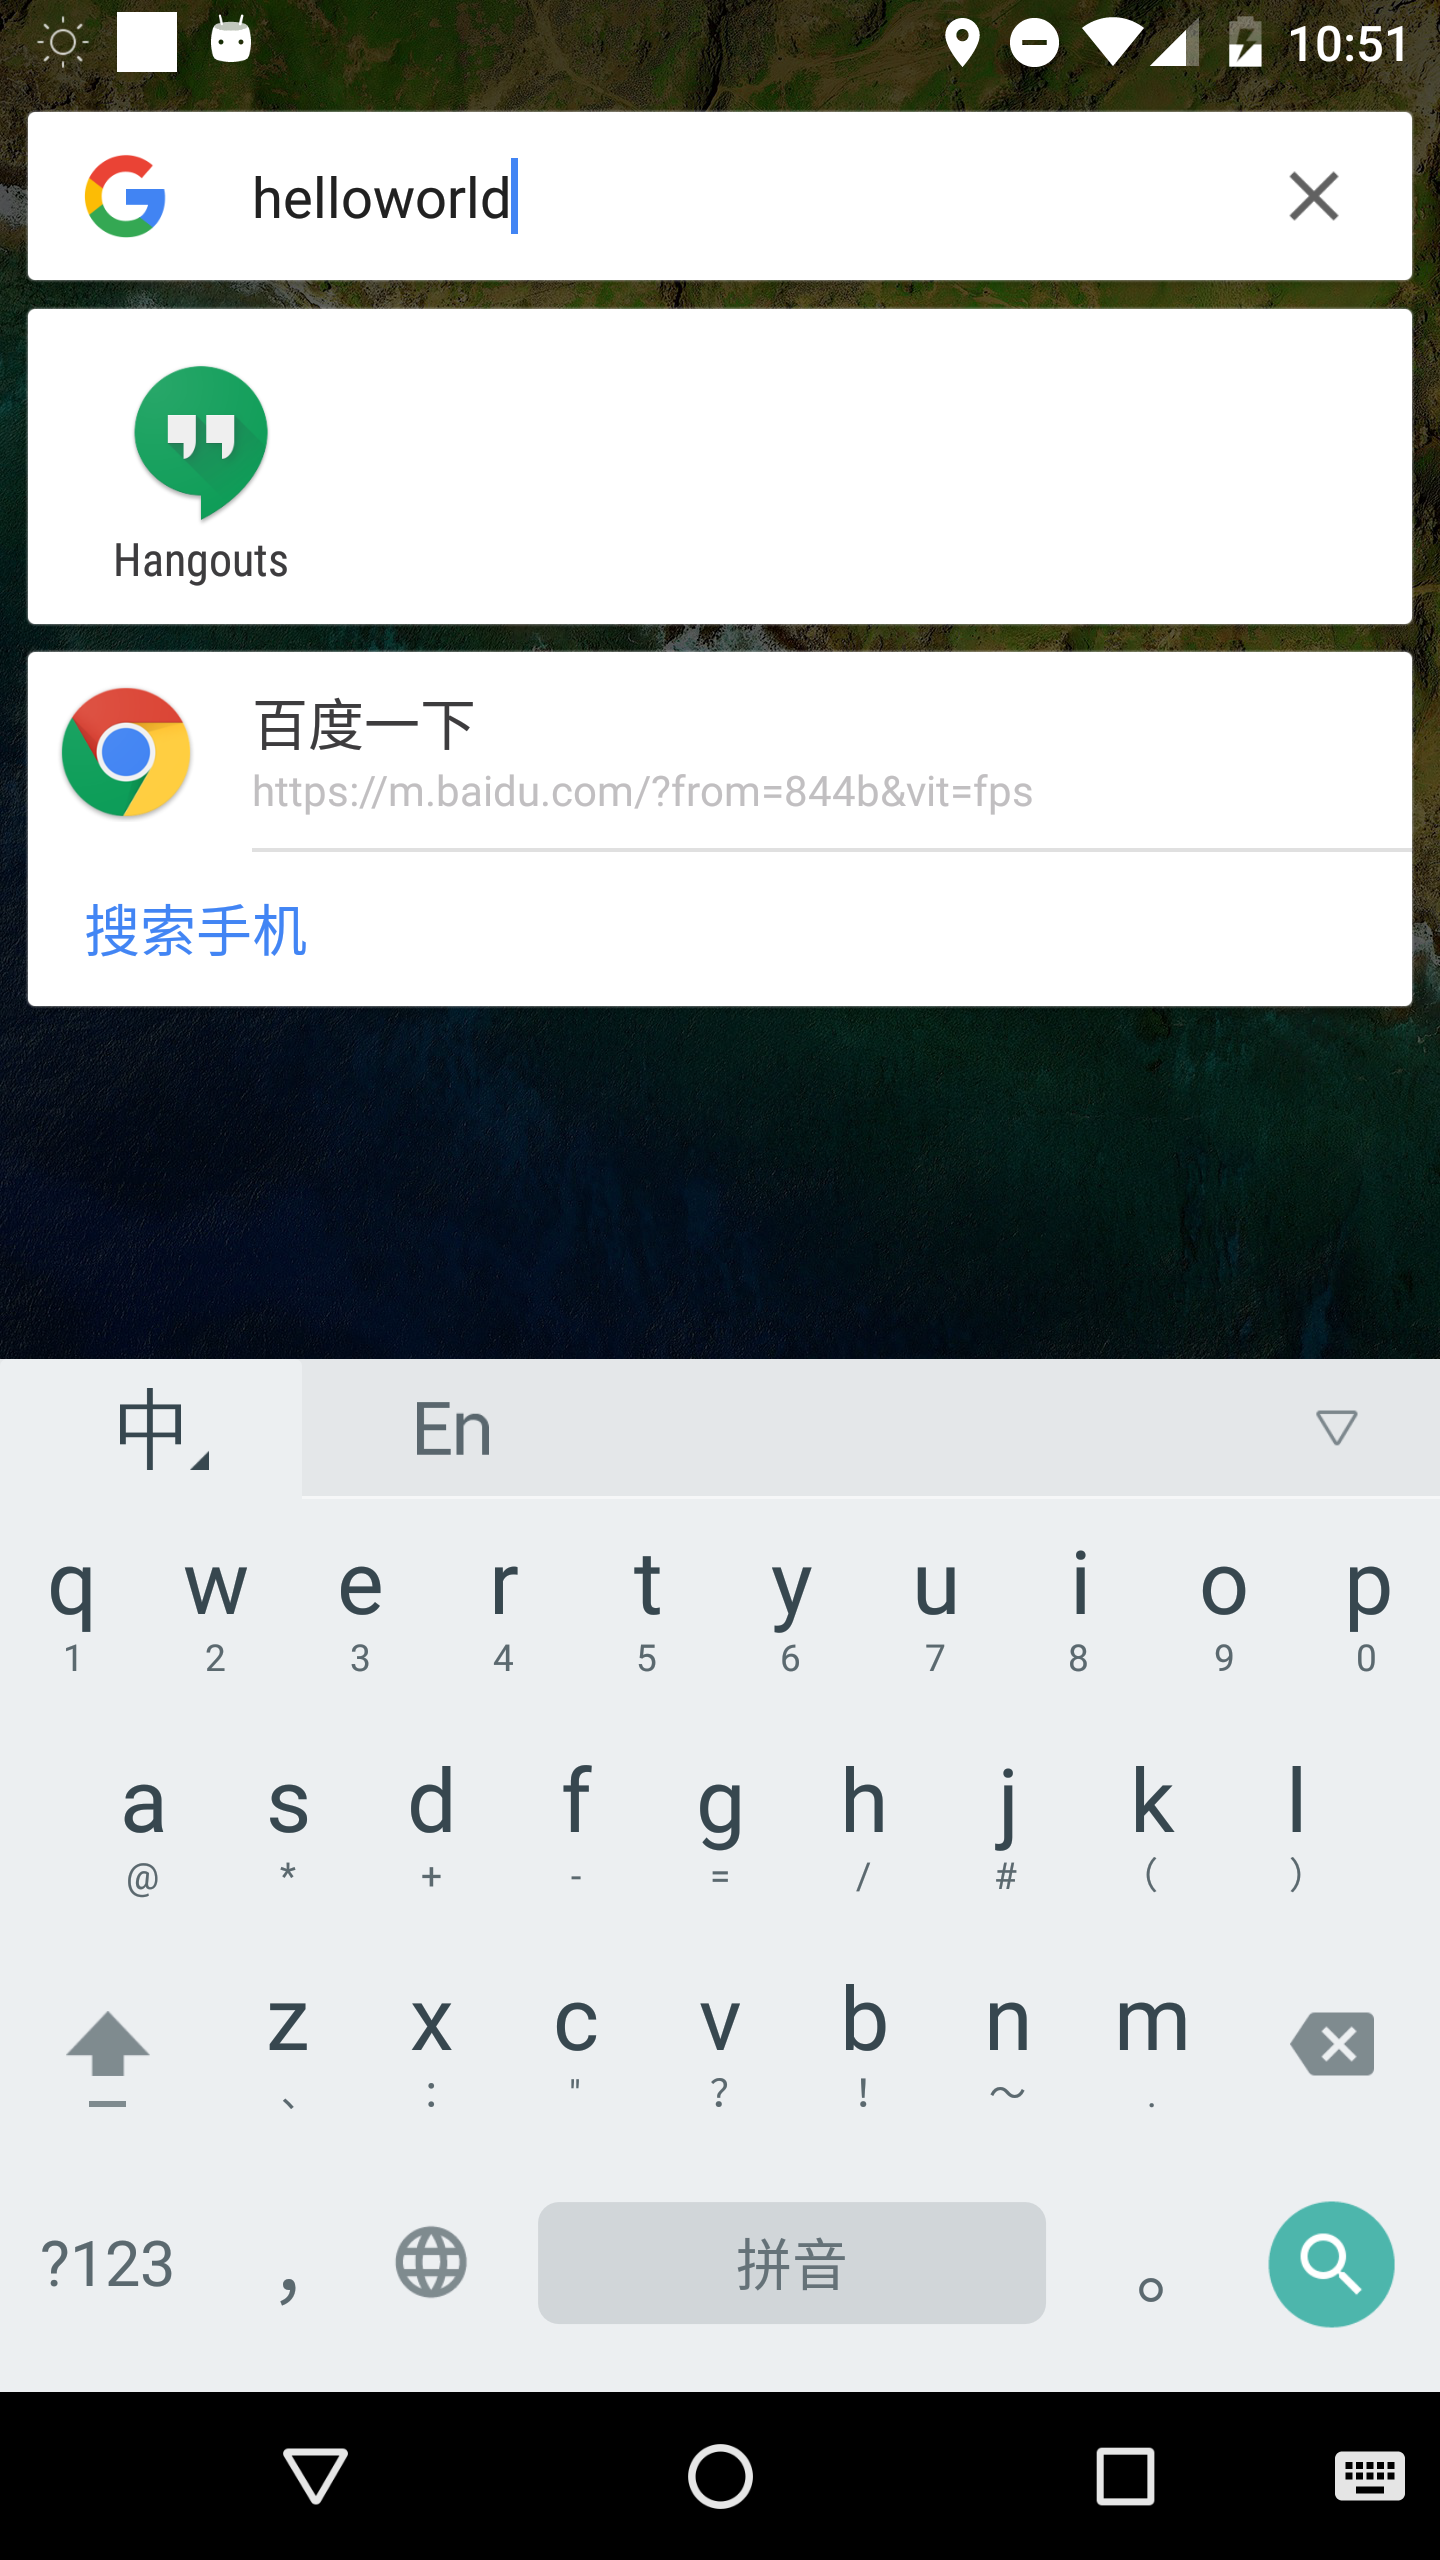 10:51
helloworld
Hangouts
百度一下
https://m.baidu.com/?from=844b&vit=fps
搜索手机
中 En
q w e r t y u i o p
1 2 3 4 5 6 7 8 9 0
a s d f g h j k l
@ * + - = / # ( )
z x c v b n m
、 : " ? ! ～ .
?123 ， 拼音 。